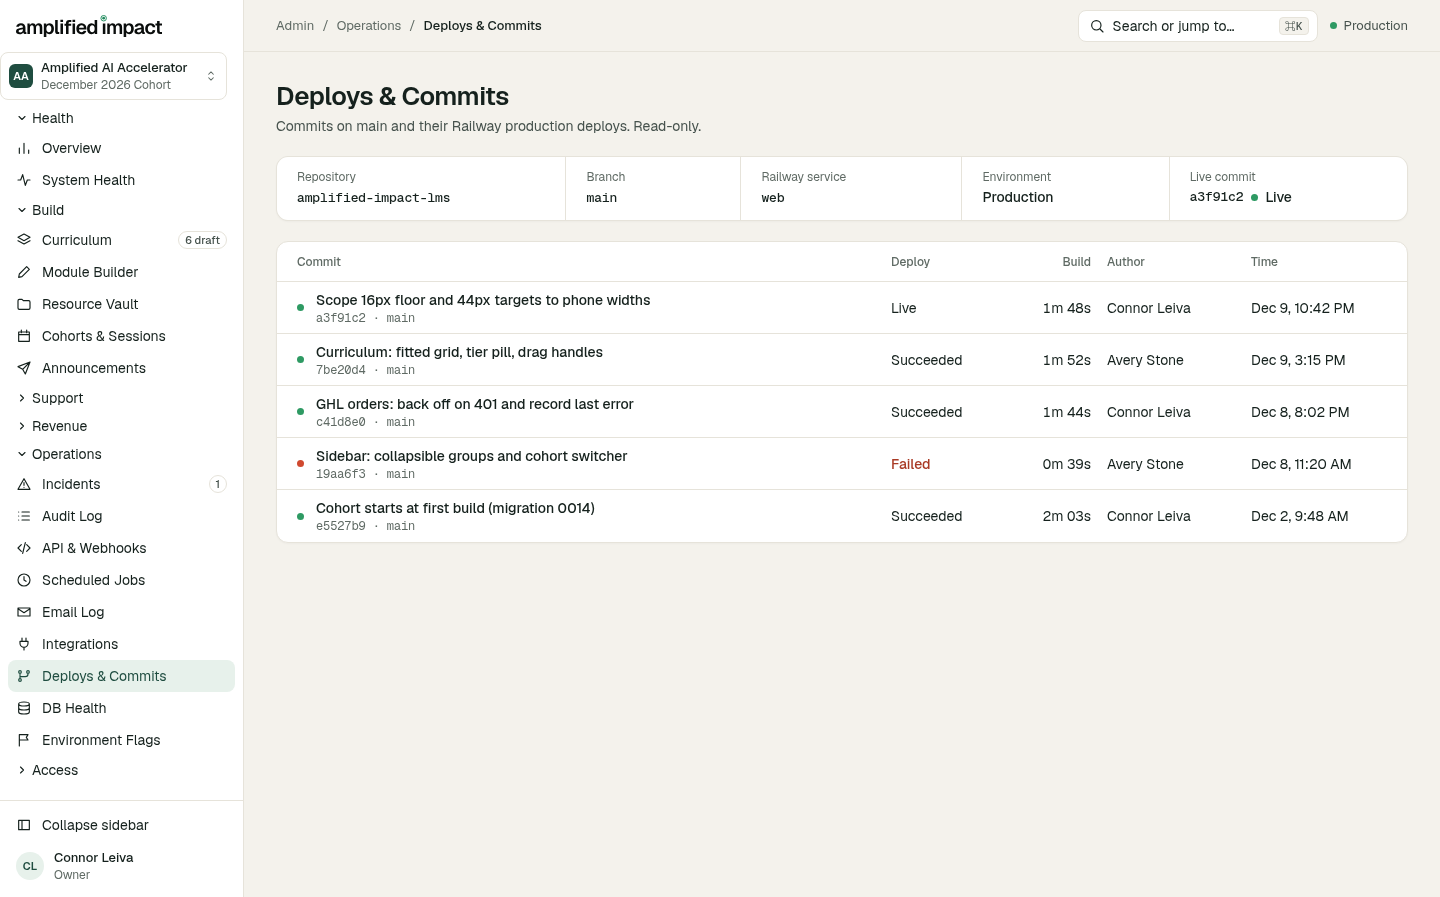 amplified impact
AA
Amplified AI Accelerator
December 2026 Cohort
Health
Overview
System Health
Build
Curriculum
6 draft
Module Builder
Resource Vault
Cohorts & Sessions
Announcements
Support
Revenue
Operations
Incidents
1
Audit Log
API & Webhooks
Scheduled Jobs
Email Log
Integrations
Deploys & Commits
DB Health
Environment Flags
Access
Collapse sidebar
CL
Connor Leiva
Owner
Admin / Operations / Deploys & Commits
Search or jump to…
⌘K
Production
Deploys & Commits
Commits on main and their Railway production deploys. Read-only.
Repository
amplified-impact-lms
Branch
main
Railway service
web
Environment
Production
Live commit
a3f91c2 Live
Commit Deploy Build Author Time
Scope 16px floor and 44px targets to phone widths
a3f91c2 · main
Live 1m 48s Connor Leiva Dec 9, 10:42 PM
Curriculum: fitted grid, tier pill, drag handles
7be20d4 · main
Succeeded 1m 52s Avery Stone Dec 9, 3:15 PM
GHL orders: back off on 401 and record last error
c41d8e0 · main
Succeeded 1m 44s Connor Leiva Dec 8, 8:02 PM
Sidebar: collapsible groups and cohort switcher
19aa6f3 · main
Failed 0m 39s Avery Stone Dec 8, 11:20 AM
Cohort starts at first build (migration 0014)
e5527b9 · main
Succeeded 2m 03s Connor Leiva Dec 2, 9:48 AM